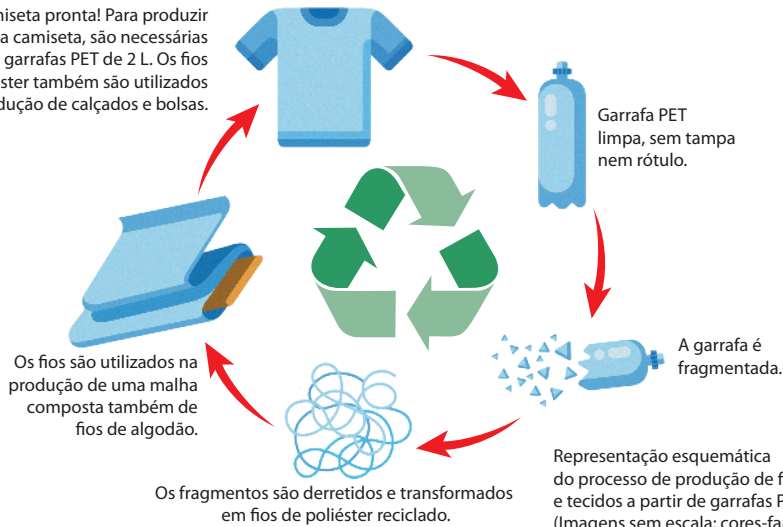 camiseta, são necessárias
garrafas PET de 2 L. Os fios
também são utilizados
de calçados e bolsas.
pronta! Para produzir
Garrafa PET
limpa, sem tampa
nem rótulo.
A garrafa é
fragmentada.
Os fragmentos são derretidos e transformados
em fios de poliéster reciclado.
Os fios são utilizados na
produção de uma malha
composta também de
fios de algodão.
Representação esquemática
do processo de produção de
e tecidos a partir de garrafas
(Imagens sem escala;